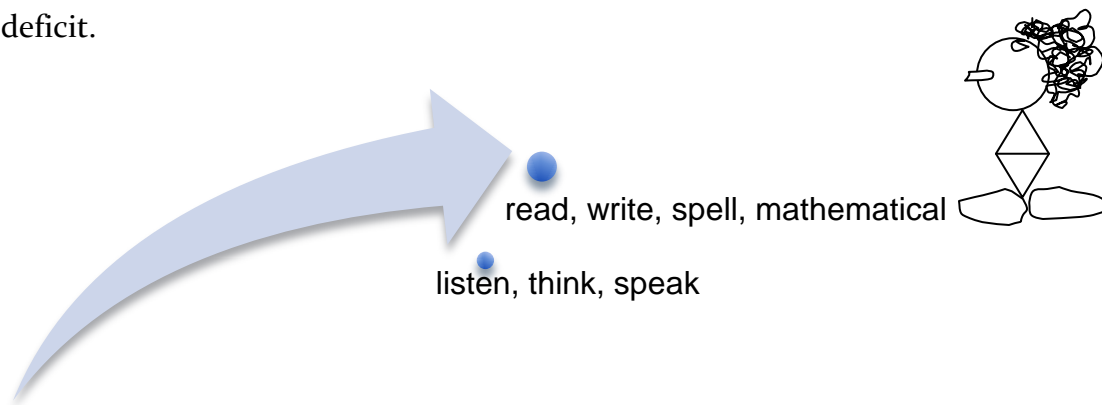 deficit.
read, write, spell, mathematical
listen, think, speak